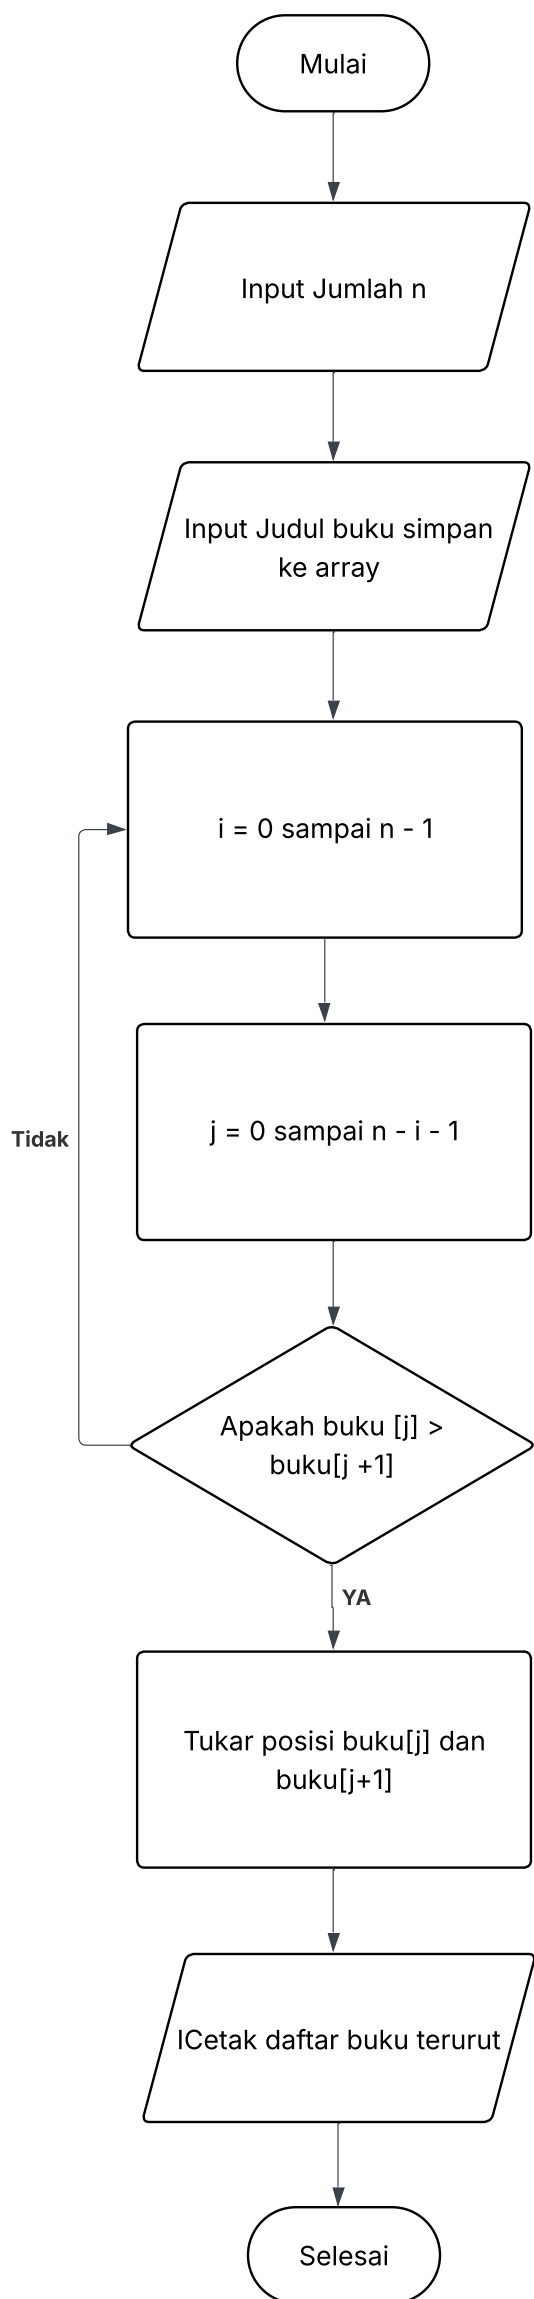 Mulai
Input Jumlah n
Input Judul buku simpan
ke array
i = 0 sampai n - 1
j = 0 sampai n - i - 1
Tidak
Apakah buku [j] >
buku[j +1]
YA
Tukar posisi buku[j] dan
buku[j+1]
ICetak daftar buku terurut
Selesai